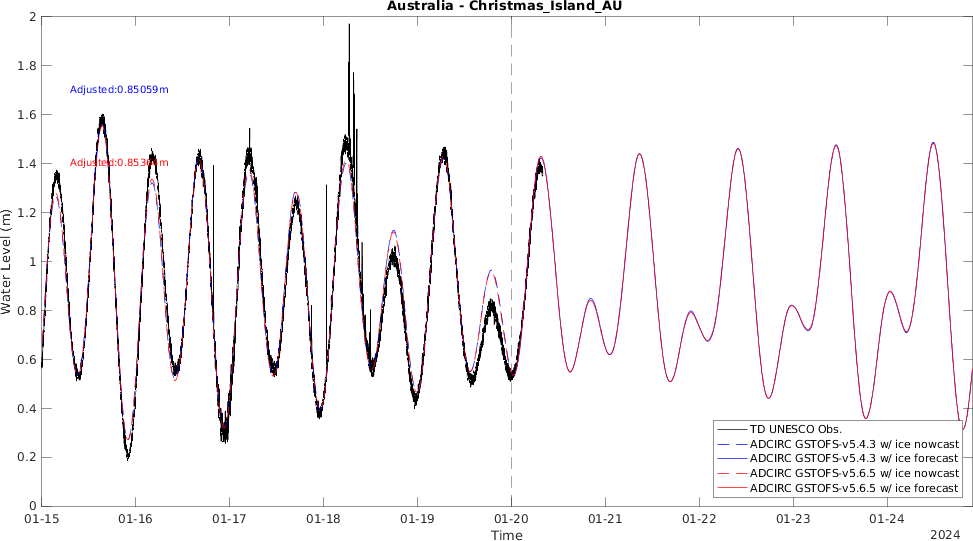 Australia - Christmas_Island_AU
Water Level (m)
2
1.8
1.6
1.4
1.2
1
0.8
0.6
0.4
0.2
0
Adjusted:0.85059m
TD UNESCO Obs.
ADCIRC GSTOFS-v5.4.3 w/ ice nowcast
ADCIRC GSTOFS-v5.4.3 w/ ice forecast
ADCIRC GSTOFS-v5.6.5 w/ ice nowcast
ADCIRC GSTOFS-v5.6.5 w/ ice forecast
01-15 01-16 01-17 01-18 01-19 01-20 01-21 01-22 01-23 01-24
Time
2024